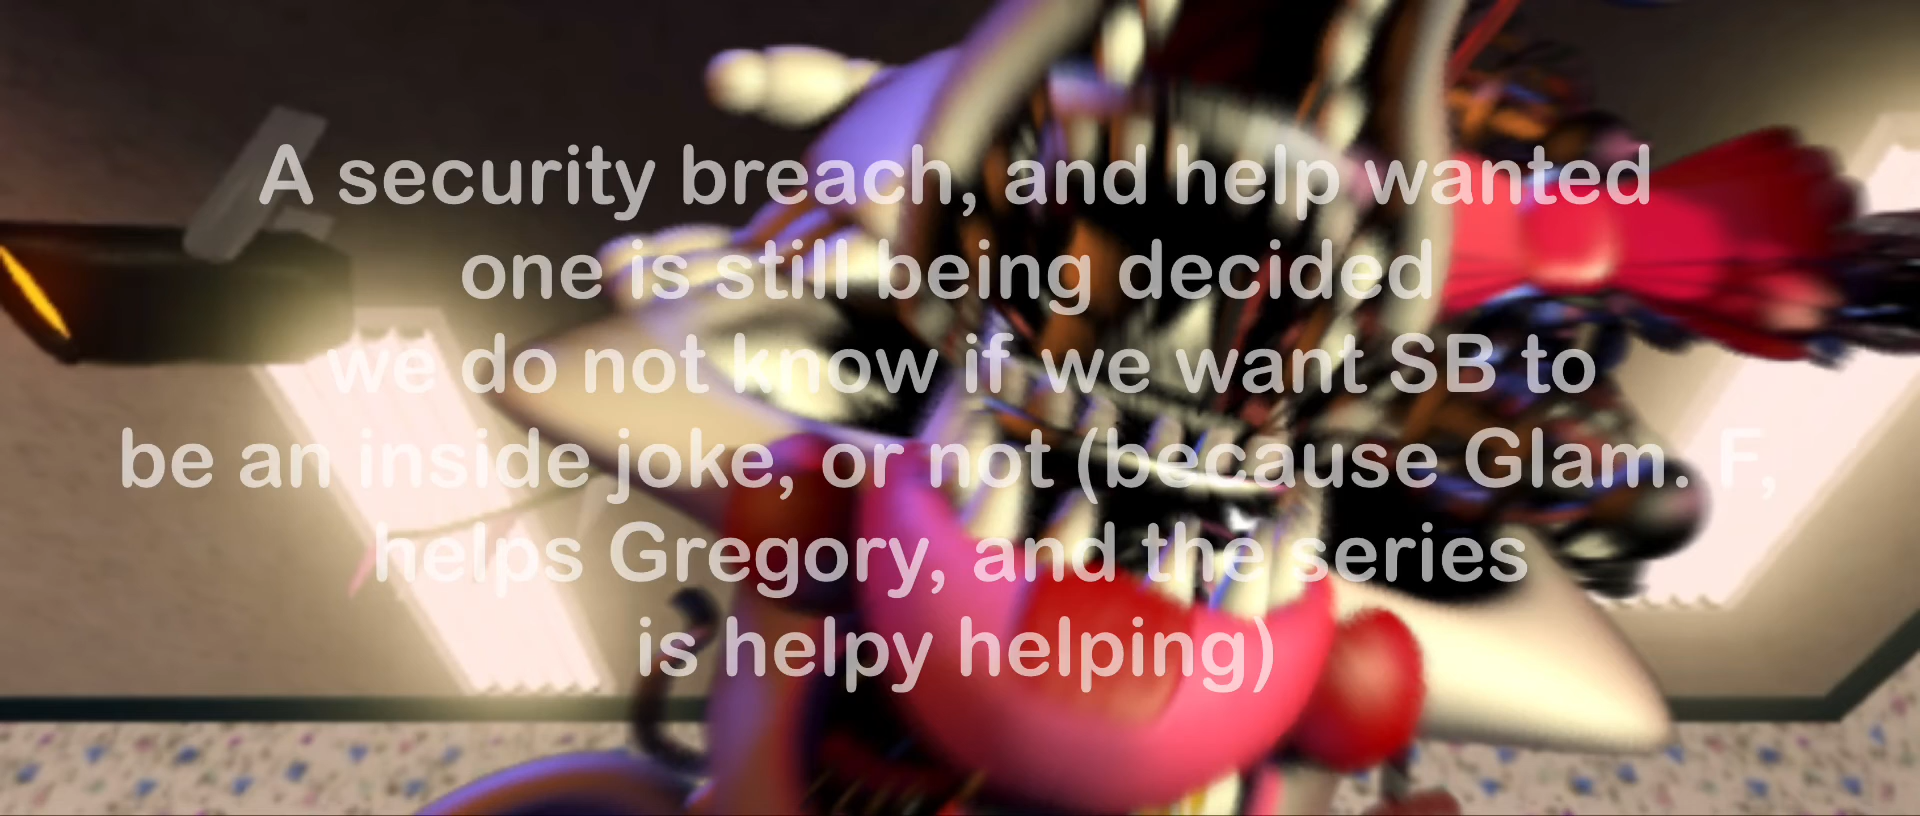 A security breach, and help wanted
one is still being decided
we do not know if we want SB to
be an inside joke, or not (because Glam. F,
helps Gregory, and the series
is helpy helping)